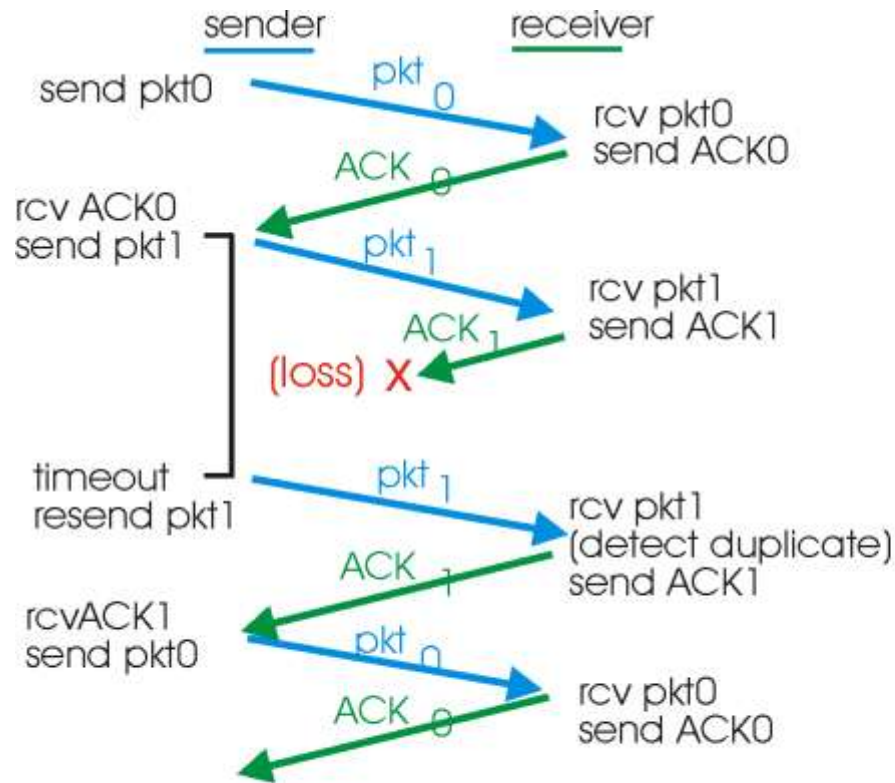 sender
receiver
send pkt0
pkt 0
rcv pkt0
send ACK0
ACK 0
rcv ACK0
send pkt1
pkt 1
rcv pkt1
send ACK1
ACK 1
(loss) X
timeout
resend pkt1
pkt 1
rcv pkt1
(detect duplicate)
send ACK1
ACK 1
rcvACK1
send pkt0
pkt 0
rcv pkt0
send ACK0
ACK 0